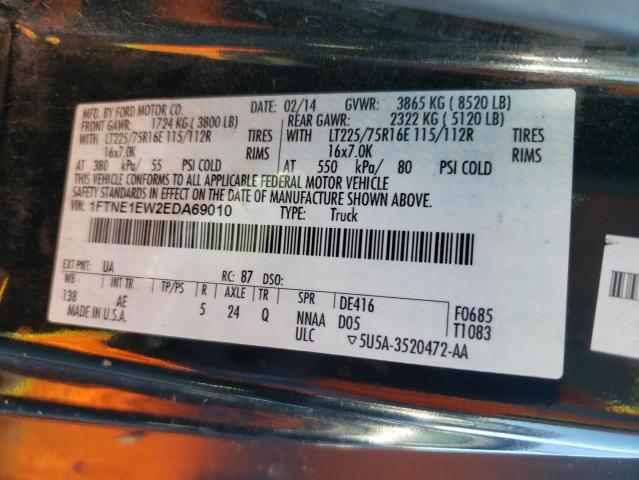 MFD. BY FORD MOTOR CO.
DATE: 02/14 GVWR: 3865 KG ( 8520 LB)
FRONT GAWR: 1724 KG ( 3800 LB) REAR GAWR: 2322 KG ( 5120 LB)
WITH LT225/75R16E 115/112R TIRES WITH LT225/75R16E 115/112R TIRES
16x7.0K RIMS 16x7.0K RIMS
AT 380 kPa/ 55 PSI COLD AT 550 kPa/ 80 PSI COLD
THIS VEHICLE CONFORMS TO ALL APPLICABLE FEDERAL MOTOR VEHICLE
SAFETY STANDARDS IN EFFECT ON THE DATE OF MANUFACTURE SHOWN ABOVE.
VIN: 1FTNE1EW2EDA69010 TYPE: Truck
EXT PNT: UA RC: 87 DSO:
WB INT TR TP/PS R AXLE TR SPR DE416 F0685
138 AE 5 24 Q NNAA D05 T1083
MADE IN U.S.A. ULC ▽5U5A-3520472-AA